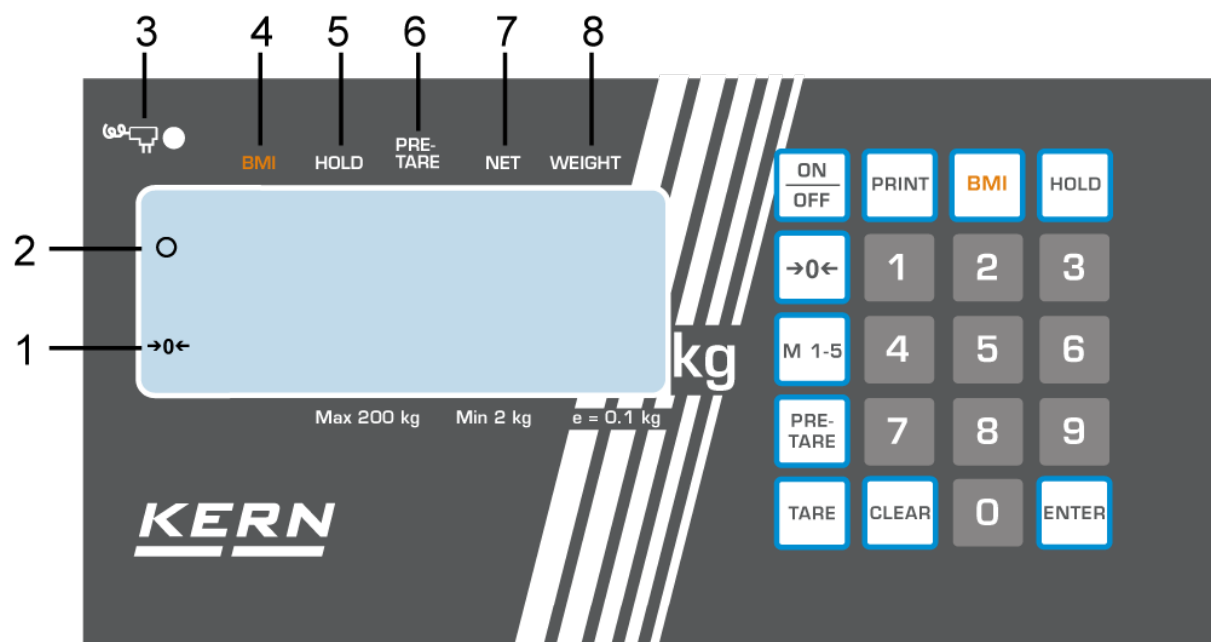 3 4 5 6 7 8
BMI HOLD PRE-TARE NET WEIGHT
2
1 →0← kg
Max 200 kg Min 2 kg e = 0.1 kg
KERN
ON OFF PRINT BMI HOLD
→0← 1 2 3
M 1-5 4 5 6
PRE-TARE 7 8 9
TARE CLEAR 0 ENTER